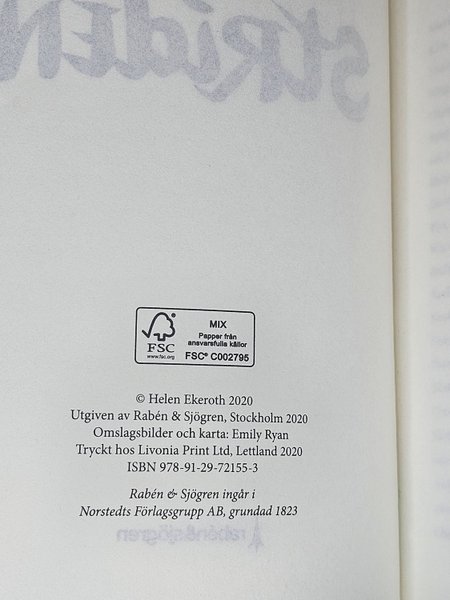 STRIDEN
FSC
www.fsc.org
MIX
Papper från
ansvarsfulla källor
FSC® C002795
© Helen Ekeroth 2020
Utgiven av Rabén & Sjögren, Stockholm 2020
Omslagsbilder och karta: Emily Ryan
Tryckt hos Livonia Print Ltd, Lettland 2020
ISBN 978-91-29-72155-3
Rabén & Sjögren ingår i
Norstedts Förlagsgrupp AB, grundad 1823
rabén&sjögren